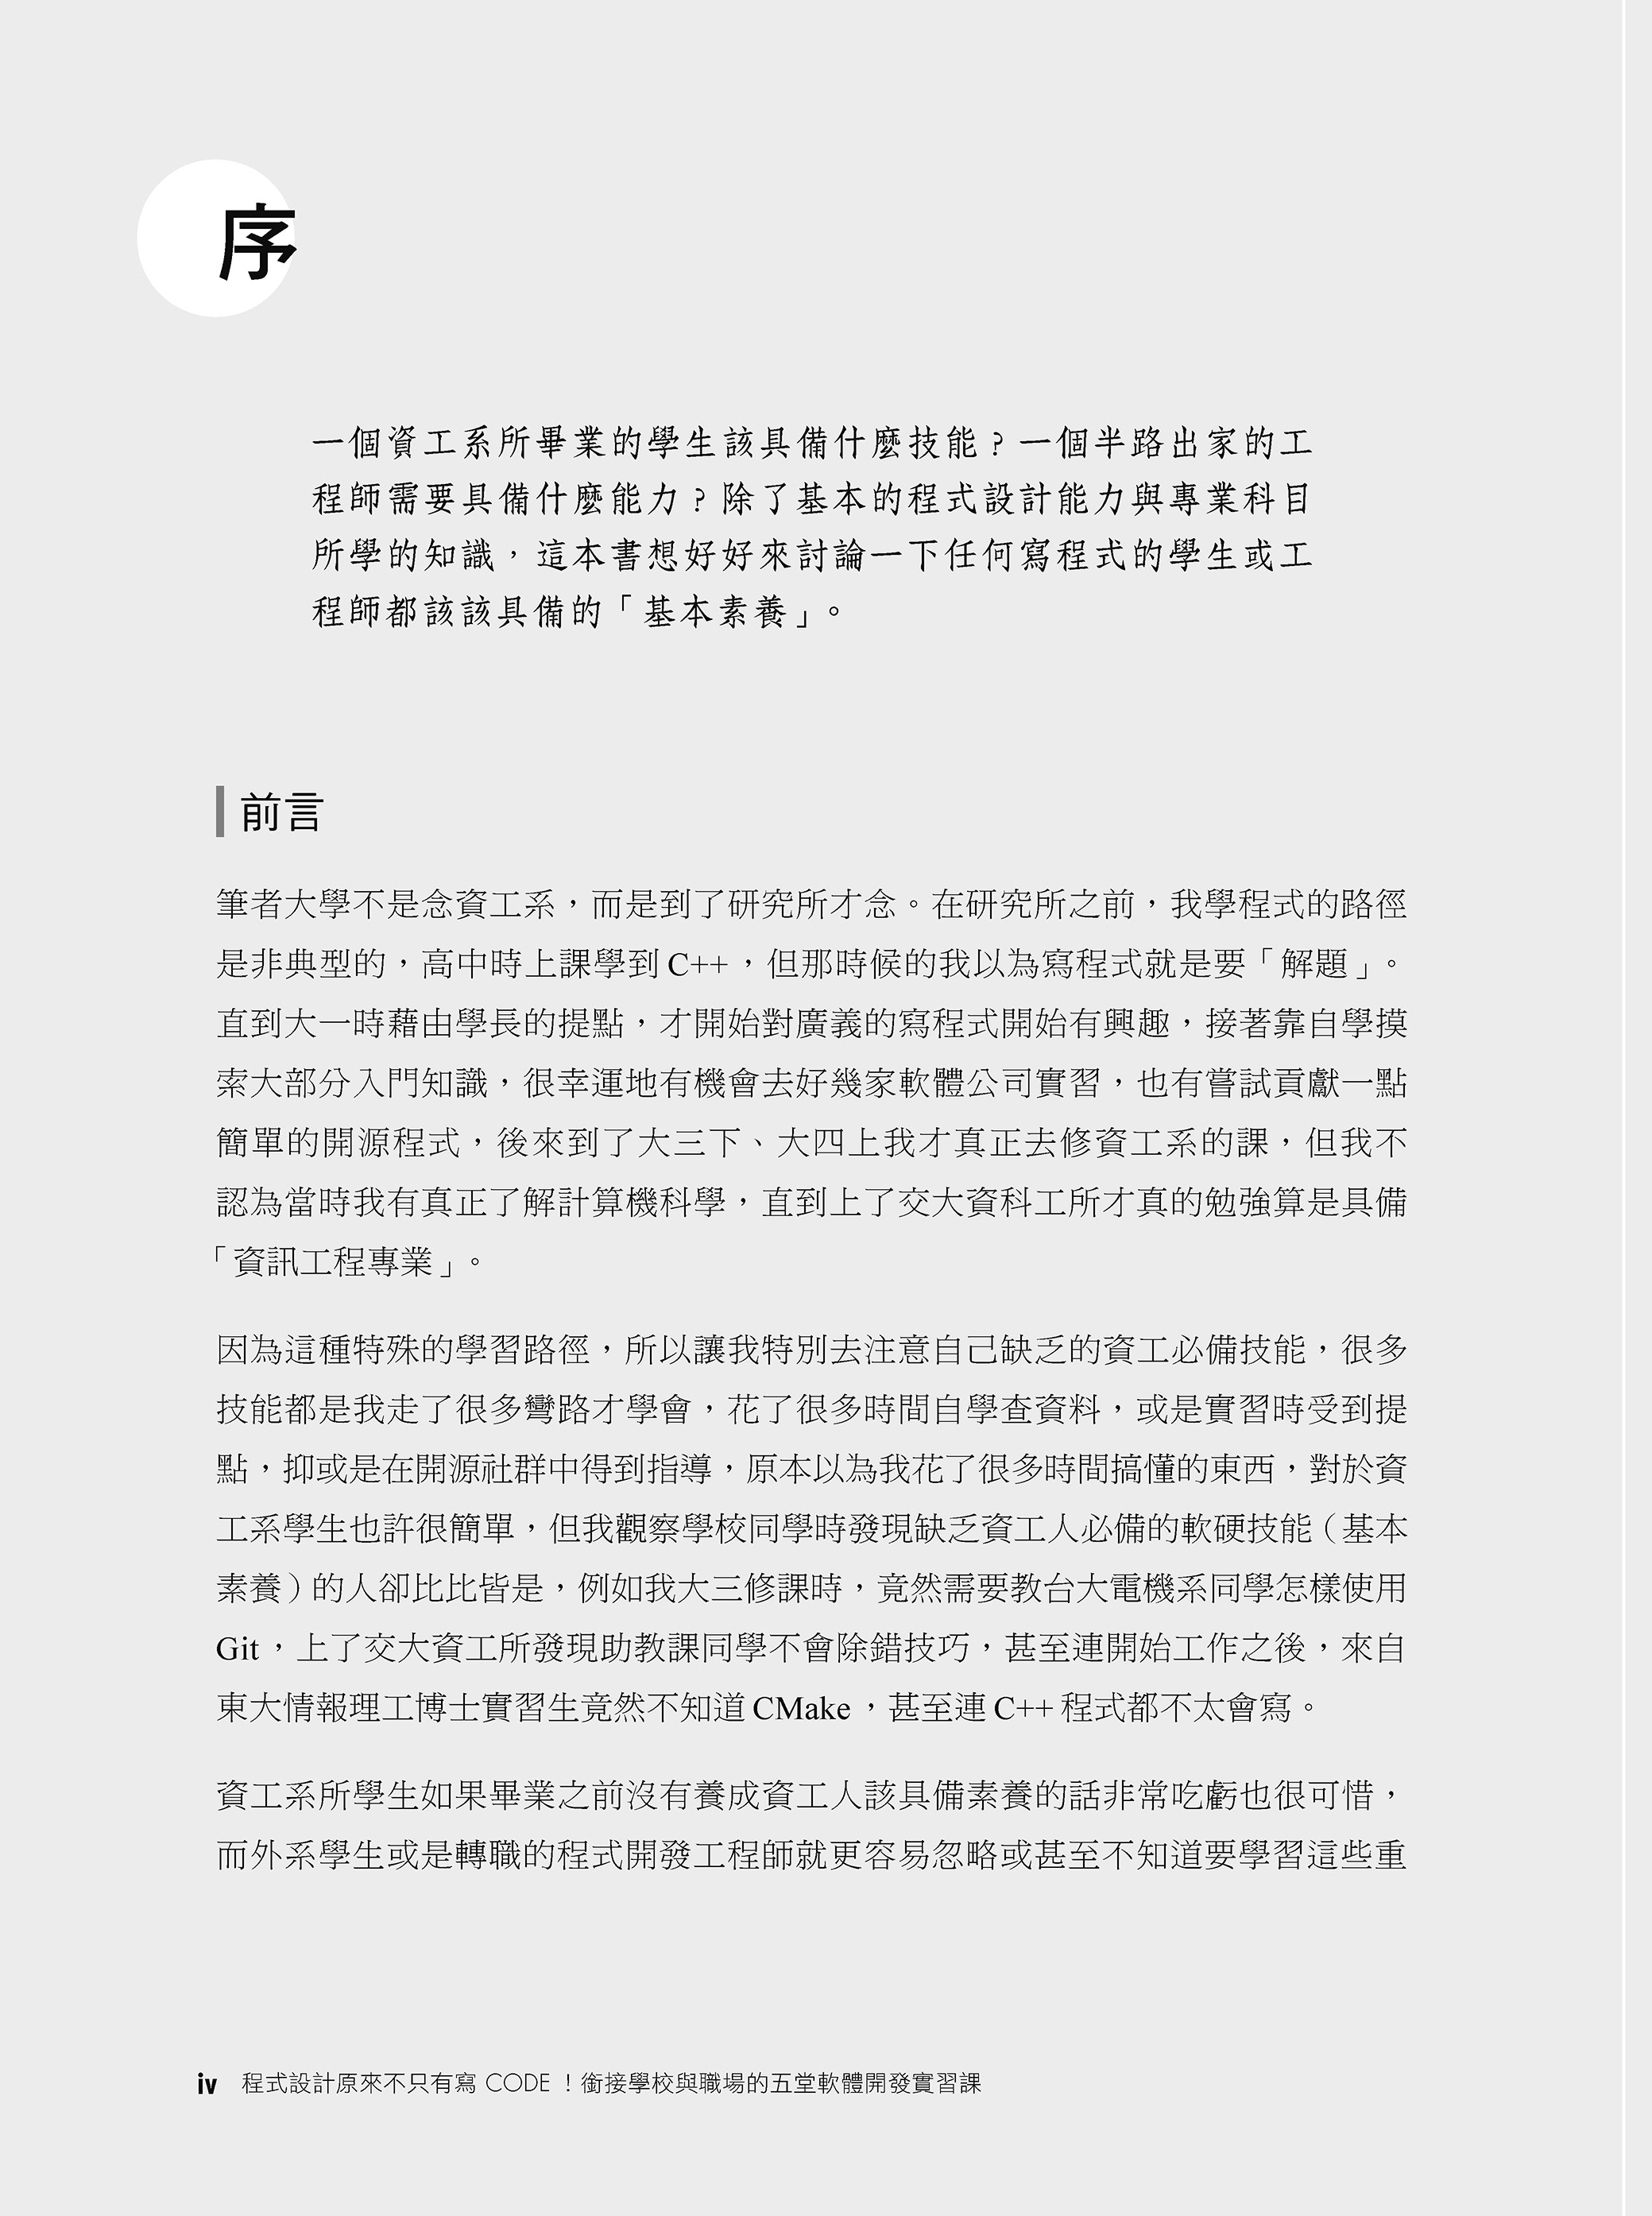 序
一個資工系所畢業的學生該具備什麼技能？一個半路出家的工
程師需要具備什麼能力？除了基本的程式設計能力與專業科目
所學的知識，這本書想好好來討論一下任何寫程式的學生或工
程師都該該具備的「基本素養」。
前言
筆者大學不是念資工系，而是到了研究所才念。在研究所之前，我學程式的路徑
是非典型的，高中時上課學到 C++，但那時候的我以為寫程式就是要「解題」。
直到大一時藉由學長的提點，才開始對廣義的寫程式開始有興趣，接著靠自學摸
索大部分入門知識，很幸運地有機會去好幾家軟體公司實習，也有嘗試貢獻一點
簡單的開源程式，後來到了大三下、大四上我才真正去修資工系的課，但我不
認為當時我有真正了解計算機科學，直到上了交大資科工所才真的勉強算是具備
「資訊工程專業」。
因為這種特殊的學習路徑，所以讓我特別去注意自己缺乏的資工必備技能，很多
技能都是我走了很多彎路才學會，花了很多時間自學查資料，或是實習時受到提
點，抑或是在開源社群中得到指導，原本以為我花了很多時間搞懂的東西，對於資
工系學生也許很簡單，但我觀察學校同學時發現缺乏資工人必備的軟硬技能（基本
素養）的人卻比比皆是，例如我大三修課時，竟然需要教台大電機系同學怎樣使用
Git，上了交大資工所發現助教課同學不會除錯技巧，甚至連開始工作之後，來自
東大情報理工博士實習生竟然不知道 CMake，甚至連 C++ 程式都不太會寫。
資工系所學生如果畢業之前沒有養成資工人該具備素養的話非常吃虧也很可惜，
而外系學生或是轉職的程式開發工程師就更容易忽略或甚至不知道要學習這些重
iv 程式設計原來不只有寫 CODE！銜接學校與職場的五堂軟體開發實習課